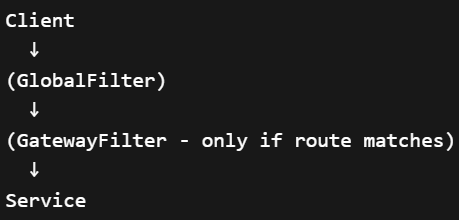 Client
↓
(GlobalFilter)
↓
(GatewayFilter - only if route matches)
↓
Service